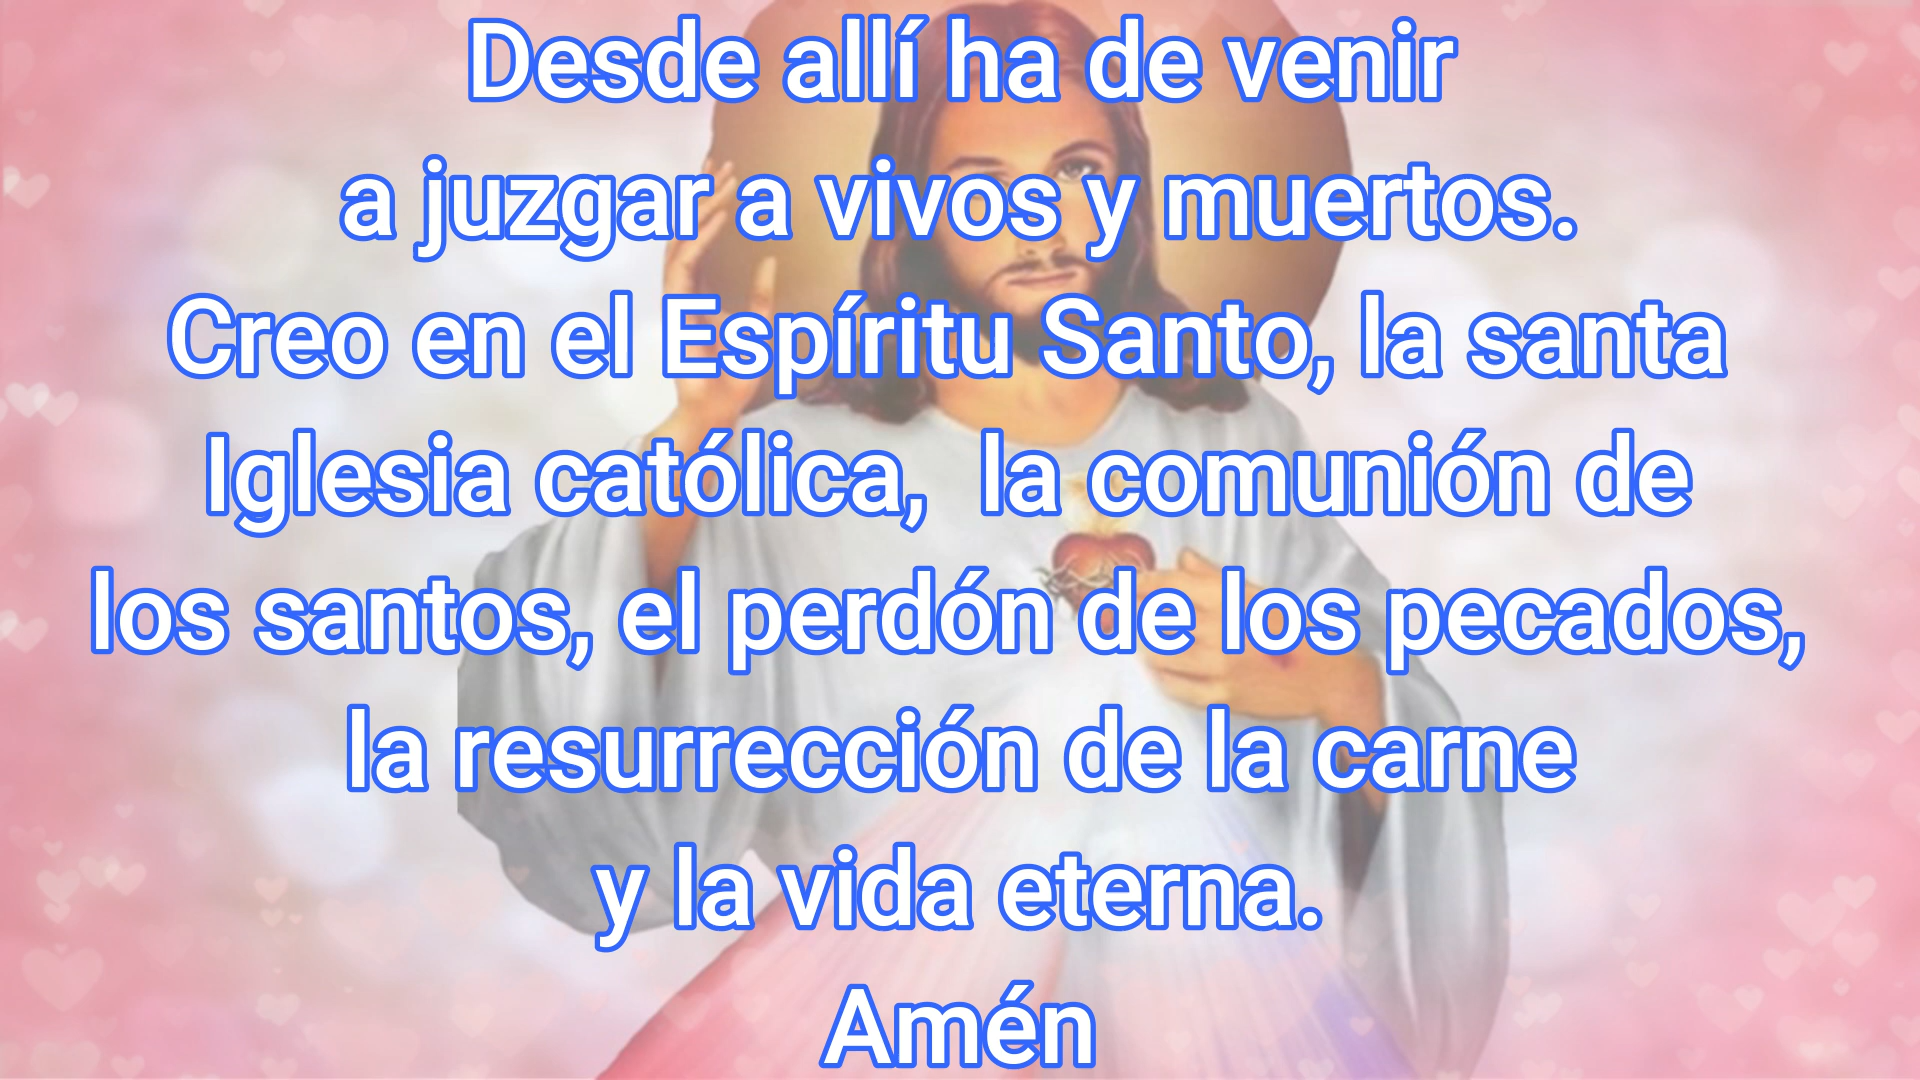 Desde allí ha de venir
a juzgar a vivos y muertos.
Creo en el Espíritu Santo, la santa
Iglesia católica, la comunión de
los santos, el perdón de los pecados,
la resurrección de la carne
y la vida eterna.
Amén